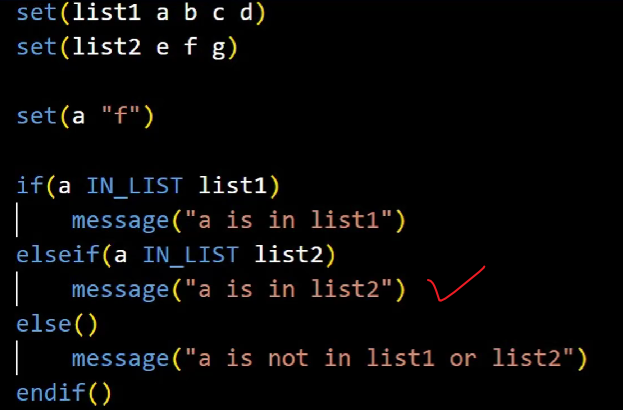 set(list1 a b c d)
set(list2 e f g)
set(a "f")
if(a IN_LIST list1)
    message("a is in list1")
elseif(a IN_LIST list2)
    message("a is in list2")
else()
    message("a is not in list1 or list2")
endif()